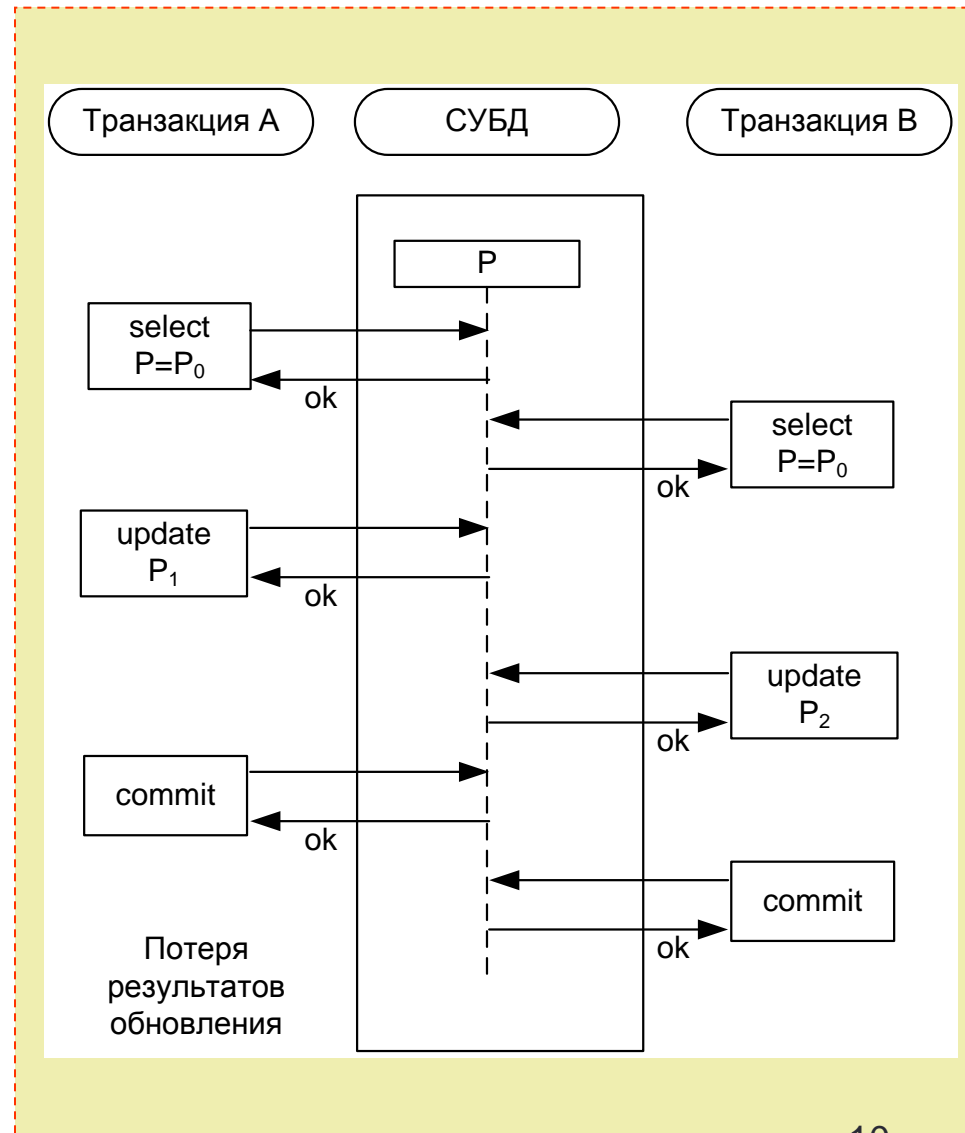 Транзакция A
СУБД
Транзакция B
P
select
P=P₀
ok
select
P=P₀
ok
update
P₁
ok
update
P₂
ok
commit
ok
commit
ok
Потеря
результатов
обновления